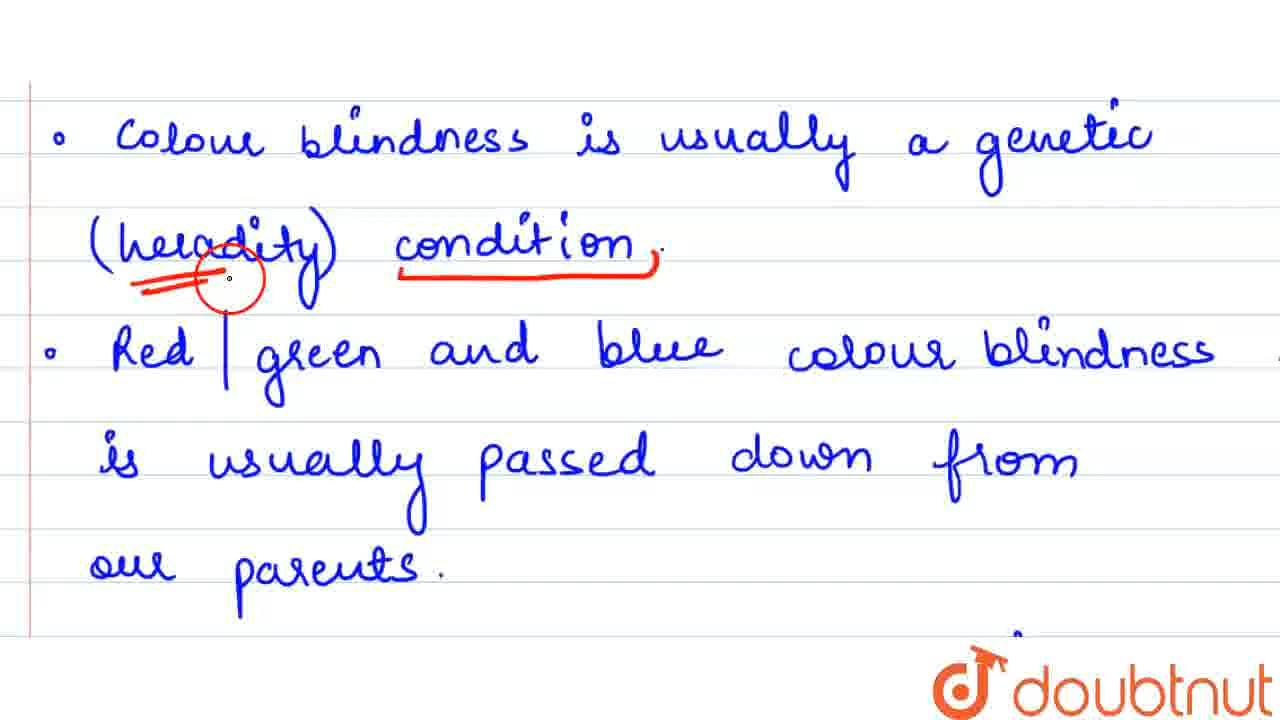 • Colour blindness is usually a genetic
(heradity) condition.
• Red | green and blue colour blindness
is usually passed down from
our parents.
doubtnut